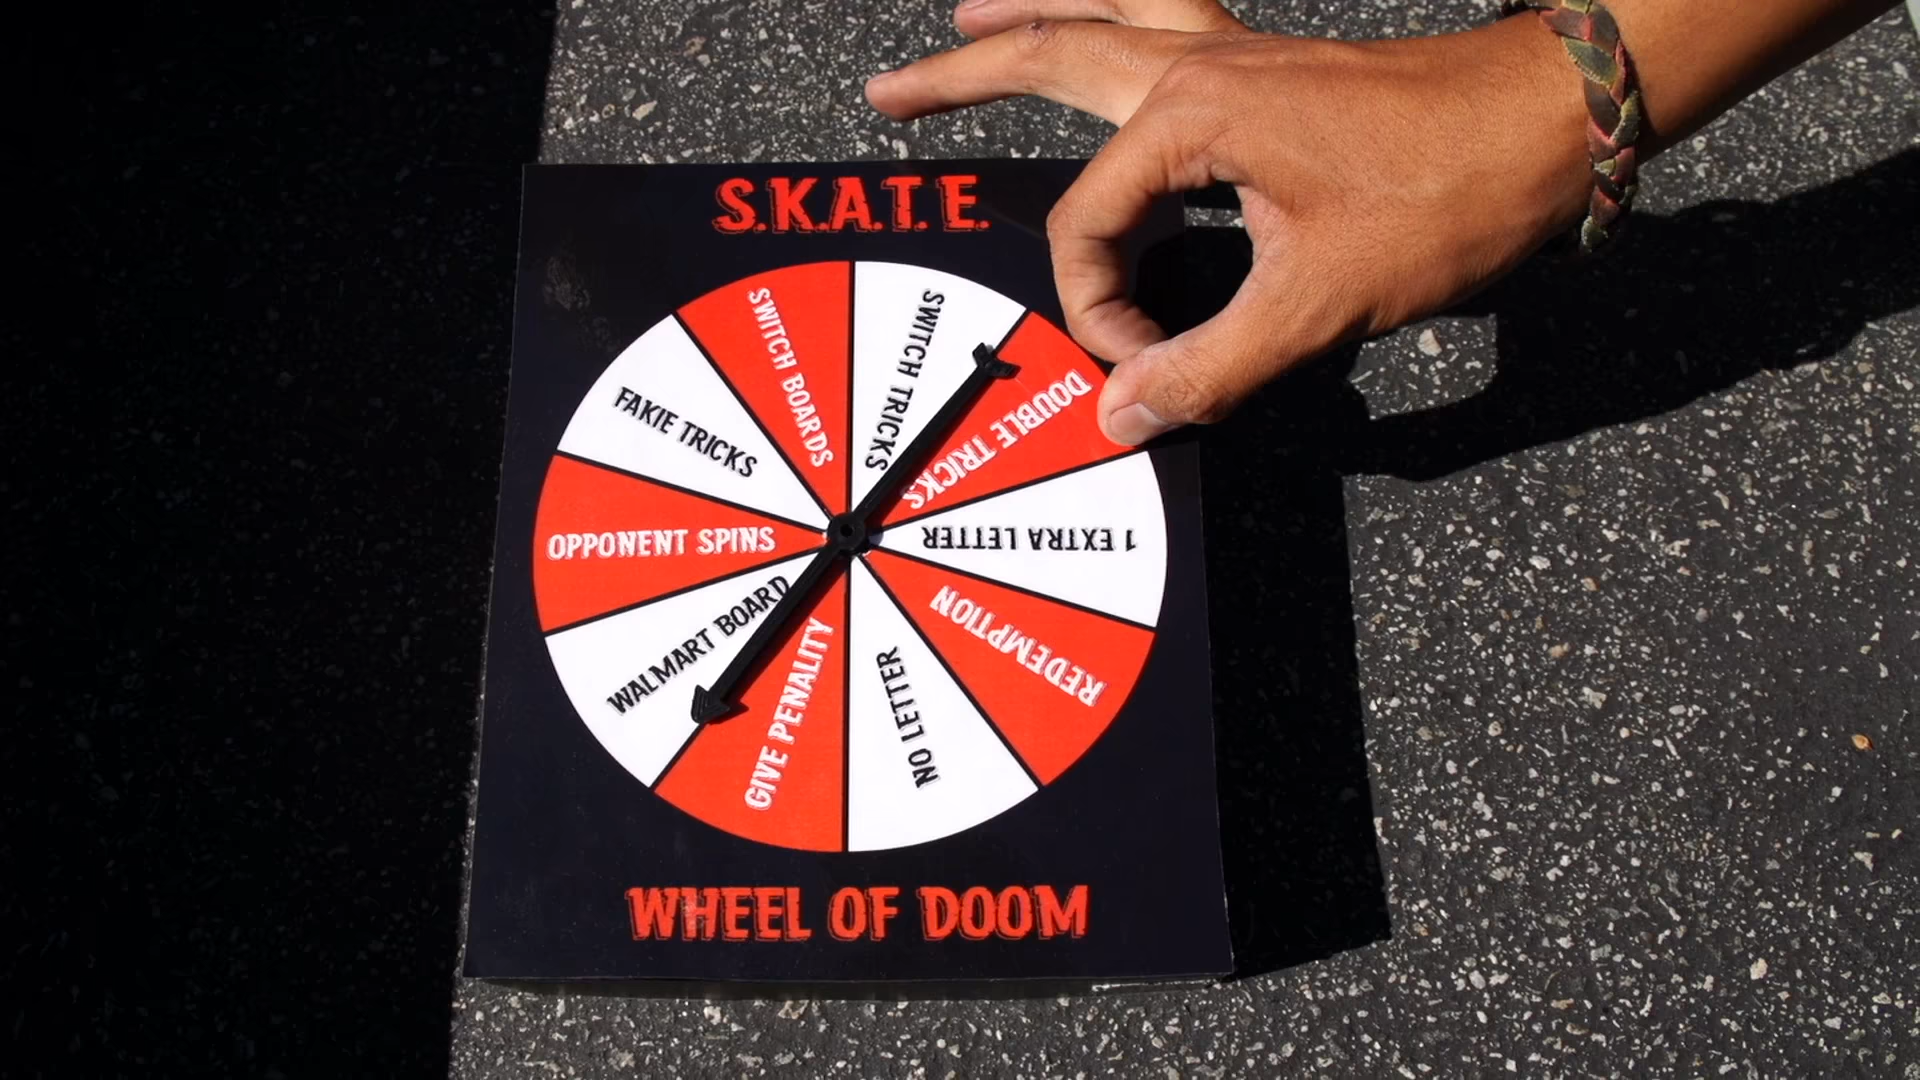 S.K.A.T.E.
SWITCH BOARDS
SWITCH TRICKS
DOUBLE TRICKS
1 EXTRA LETTER
REDEMPTION
NO LETTER
GIVE PENALITY
WALMART BOARD
OPPONENT SPINS
FAKIE TRICKS
WHEEL OF DOOM